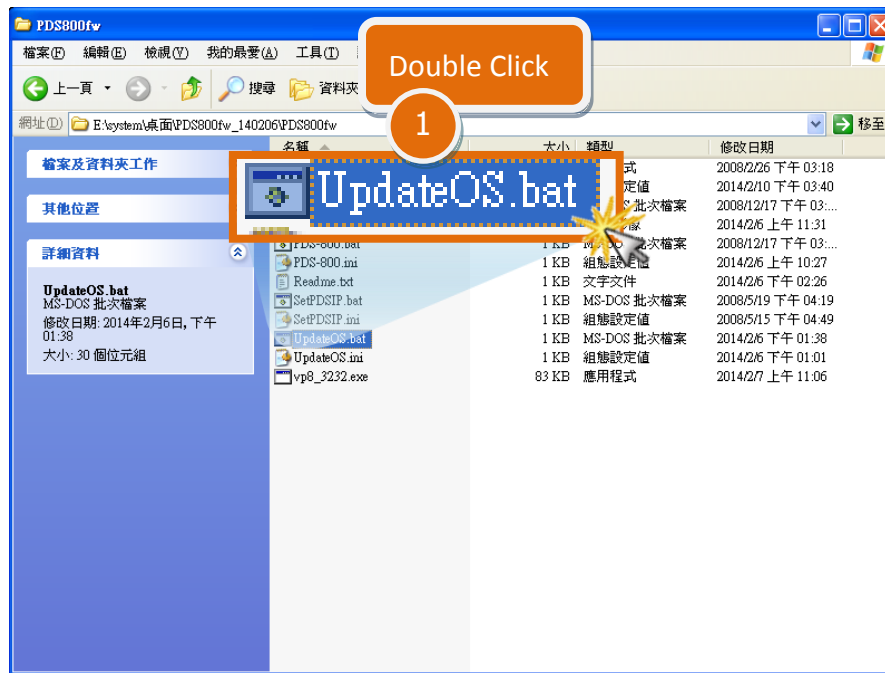 PDS800fw
檔案(F) 編輯(E) 檢視(V) 我的最愛(A) 工具(T)
Double Click
上一頁 搜尋 資料夾
1
網址(D) E:\system\桌面\PDS800fw_140206\PDS800fw 移至
名稱 大小 類型 修改日期
檔案及資料夾工作
其他位置
詳細資料
UpdateOS.bat
MS-DOS 批次檔案
修改日期: 2014年2月6日, 下午
01:38
大小: 30 個位元組
UpdateOS.bat
式 2008/2/26 下午 03:18
定值 2014/2/10 下午 03:40
批次檔案 2008/12/17 下午 03:...
2014/2/6 上午 11:31
PDS-800.bat 1 KB MS-DOS 批次檔案 2008/12/17 下午 03:...
PDS-800.ini 1 KB 組態設定值 2014/2/6 上午 10:27
Readme.txt 1 KB 文字文件 2014/2/6 下午 02:26
SetPDSIP.bat 1 KB MS-DOS 批次檔案 2008/5/19 下午 04:19
SetPDSIP.ini 1 KB 組態設定值 2008/5/15 下午 04:49
UpdateOS.bat 1 KB MS-DOS 批次檔案 2014/2/6 下午 01:38
UpdateOS.ini 1 KB 組態設定值 2014/2/6 下午 01:01
vp8_3232.exe 83 KB 應用程式 2014/2/7 上午 11:06